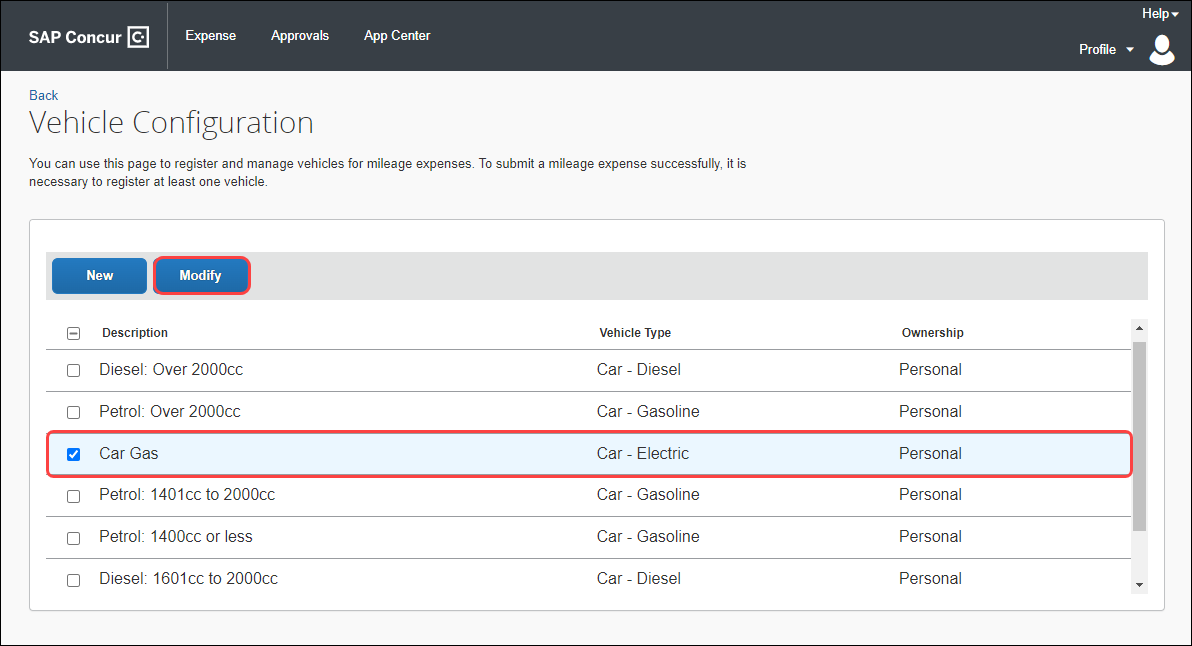 Help
SAP Concur
Expense
Approvals
App Center
Profile
Back
Vehicle Configuration
You can use this page to register and manage vehicles for mileage expenses. To submit a mileage expense successfully, it is
necessary to register at least one vehicle.
New
Modify
Description Vehicle Type Ownership
Diesel: Over 2000cc Car - Diesel Personal
Petrol: Over 2000cc Car - Gasoline Personal
Car Gas Car - Electric Personal
Petrol: 1401cc to 2000cc Car - Gasoline Personal
Petrol: 1400cc or less Car - Gasoline Personal
Diesel: 1601cc to 2000cc Car - Diesel Personal